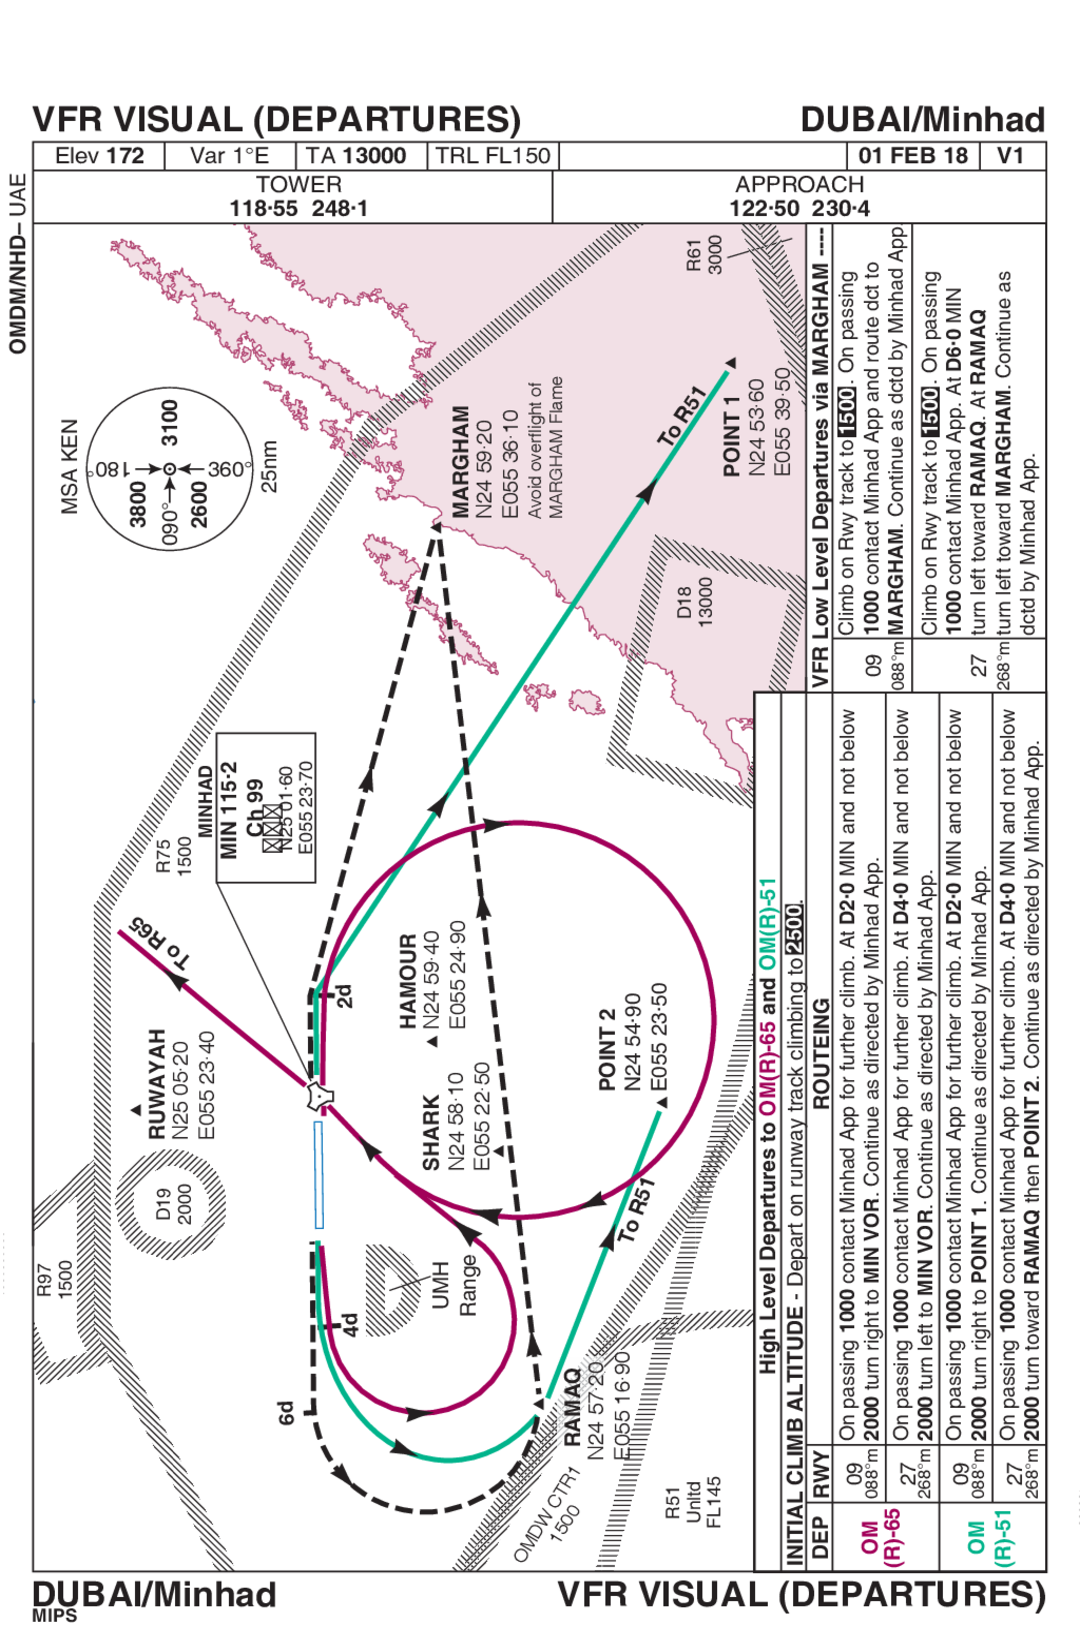 VFR VISUAL (DEPARTURES)
DUBAI/Minhad
Elev 172
Var 1°E
TA 13000
TRL FL150
01 FEB 18
V1
TOWER
118·55 248·1
APPROACH
122·50 230·4
OMDM/NHD– UAE
MSA KEN
180°
360°
090°
3100
3800
2600
25nm
R61
3000
MARGHAM
N24 59·20
E055 36·10
Avoid overflight of
MARGHAM Flame
To R51
POINT 1
N24 53·60
E055 39·50
D18
13000
R75
1500
MINHAD
MIN 115·2
Ch 99
N25 01·60
E055 23·70
To R65
2d
HAMOUR
N24 59·40
E055 24·90
RUWAYAH
N25 05·20
E055 23·40
SHARK
N24 58·10
E055 22·50
POINT 2
N24 54·90
E055 23·50
D19
2000
R97
1500
UMH
Range
4d
6d
To R51
RAMAQ
N24 57·20
E055 16·90
OMDW CTR1
1500
R51
Unltd
FL145
High Level Departures to OM(R)-65 and OM(R)-51
INITIAL CLIMB ALTITUDE - Depart on runway track climbing to 2500.
DEP
RWY
ROUTEING
OM
(R)-65
09
088°m
On passing 1000 contact Minhad App for further climb. At D2·0 MIN and not below
2000 turn right to MIN VOR. Continue as directed by Minhad App.
27
268°m
On passing 1000 contact Minhad App for further climb. At D4·0 MIN and not below
2000 turn left to MIN VOR. Continue as directed by Minhad App.
OM
(R)-51
09
088°m
On passing 1000 contact Minhad App for further climb. At D2·0 MIN and not below
2000 turn right to POINT 1. Continue as directed by Minhad App.
27
268°m
On passing 1000 contact Minhad App for further climb. At D4·0 MIN and not below
2000 turn toward RAMAQ then POINT 2. Continue as directed by Minhad App.
VFR Low Level Departures via MARGHAM ----
09
088°m
Climb on Rwy track to 1500. On passing
1000 contact Minhad App and route dct to
MARGHAM. Continue as dctd by Minhad App
27
268°m
Climb on Rwy track to 1500. On passing
1000 contact Minhad App. At D6·0 MIN
turn left toward RAMAQ. At RAMAQ
turn left toward MARGHAM. Continue as
dctd by Minhad App.
DUBAI/Minhad
MIPS
VFR VISUAL (DEPARTURES)